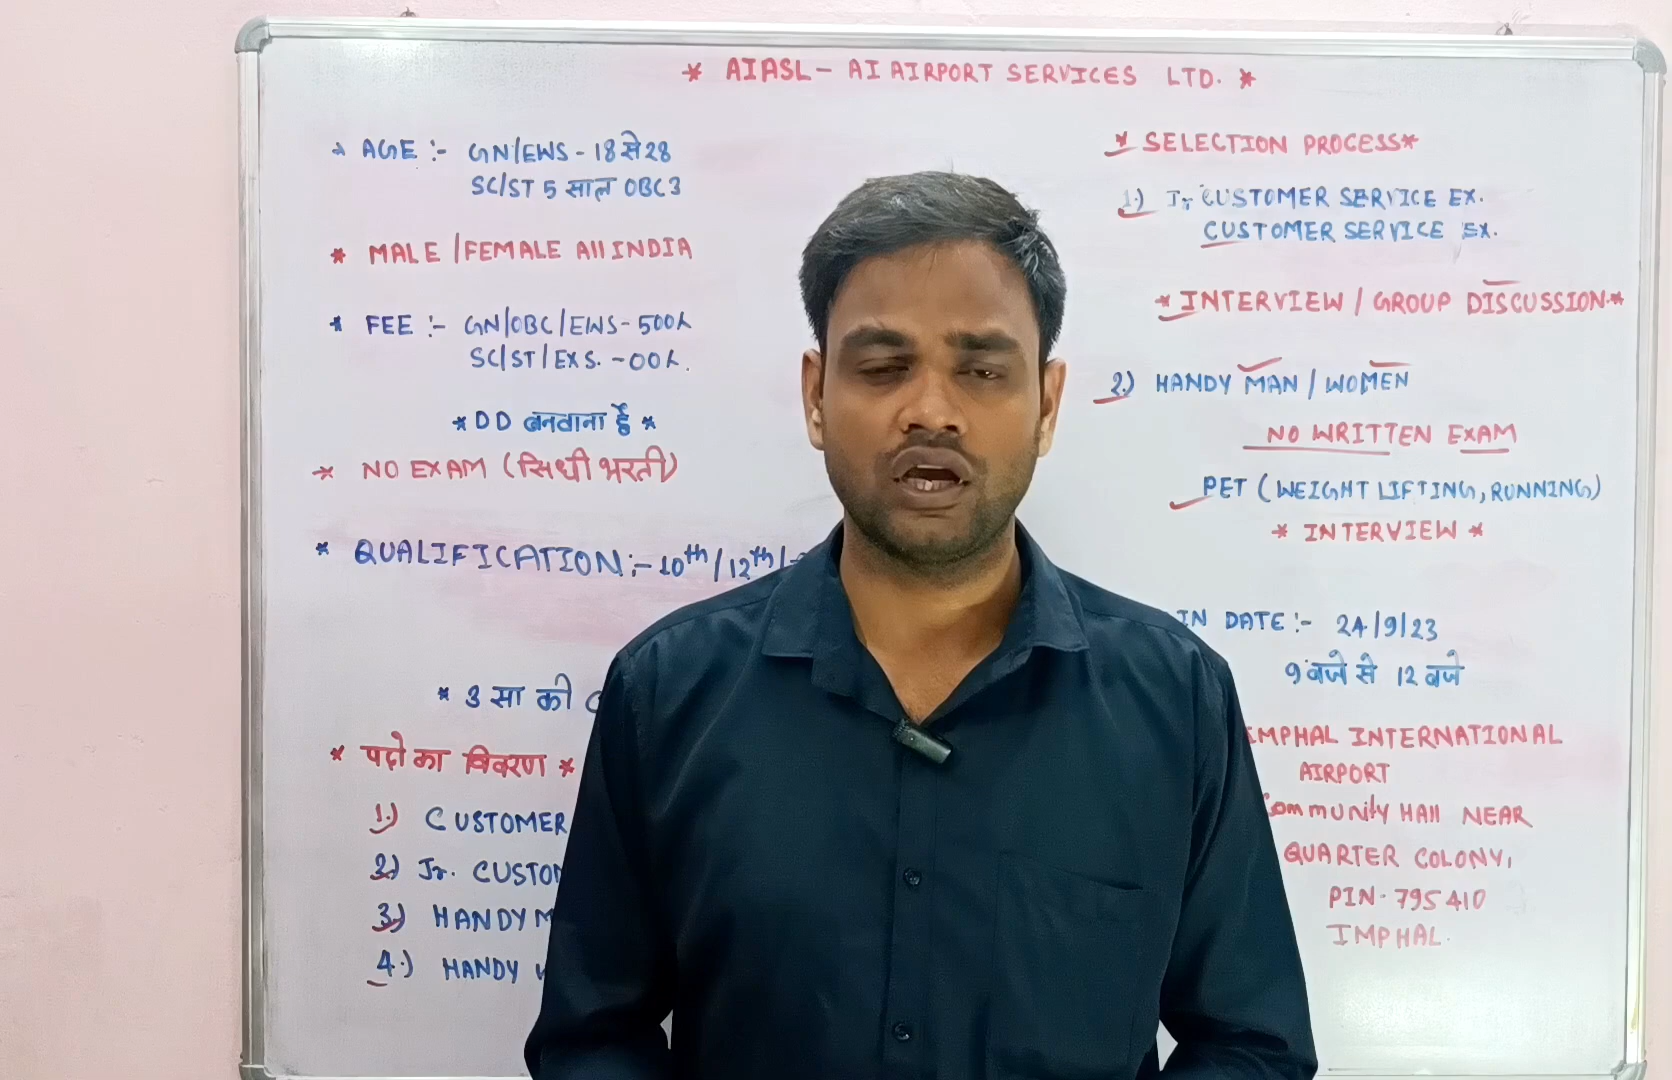 * AIASL - AI AIRPORT SERVICES LTD. *
* AGE :- GN/EWS - 18 से 28
SC/ST 5 साल OBC 3
* MALE / FEMALE All INDIA
* FEE :- GN/OBC/EWS - 500/-
SC/ST/EXS. - 00/-.
* DD बनवाना है *
* NO EXAM (सिधी भरती)
* QUALIFICATION :- 10th / 12th /
* 3 सा की
* पदो का विवरण *
1.) CUSTOMER
2) Jr. CUSTOM
3) HANDY M
4.) HANDY
* SELECTION PROCESS *
1.) Jr CUSTOMER SERVICE EX.
CUSTOMER SERVICE EX.
* INTERVIEW / GROUP DISCUSSION *
2.) HANDY MAN / WOMEN
NO WRITTEN EXAM
PET (WEIGHT LIFTING, RUNNING)
* INTERVIEW *
IN DATE :- 24/9/23
9 बजे से 12 बजे
IMPHAL INTERNATIONAL
AIRPORT
Community Hall NEAR
QUARTER COLONY,
PIN - 795410
IMPHAL.